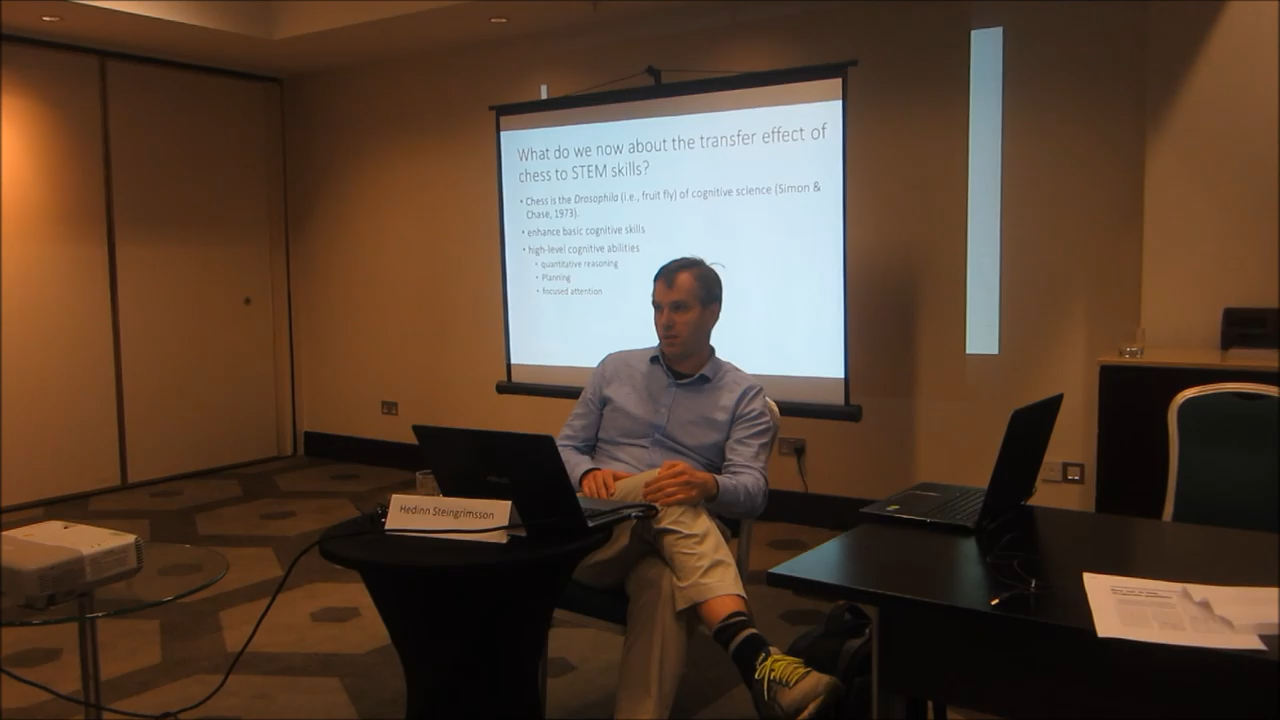 What do we now about the transfer effect of
chess to STEM skills?
• Chess is the Drosophila (i.e., fruit fly) of cognitive science (Simon &
Chase, 1973).
• enhance basic cognitive skills
• high-level cognitive abilities
• quantitative reasoning
• Planning
• focused attention
Hedinn Steingrimsson